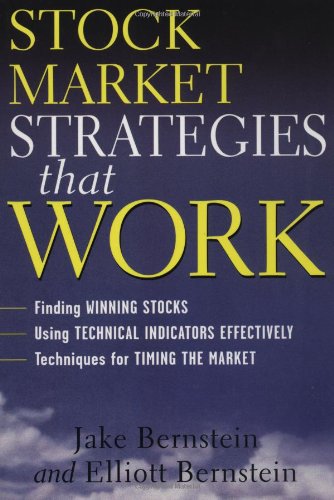 STOCK
MARKET
STRATEGIES
that
WORK
Finding WINNING STOCKS
Using TECHNICAL INDICATORS EFFECTIVELY
Techniques for TIMING THE MARKET
Jake Bernstein
and Elliott Bernstein